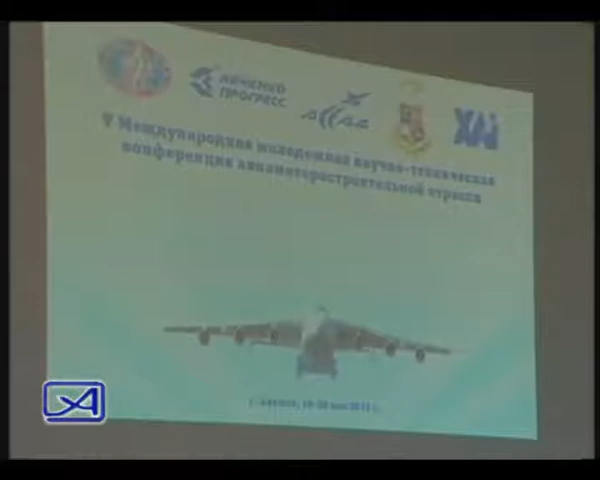 ИВЧЕНКО
ПРОГРЕСС
ХАІ
V Международная молодежная научно-техническая
конференция авиамоторостроительной отрасли